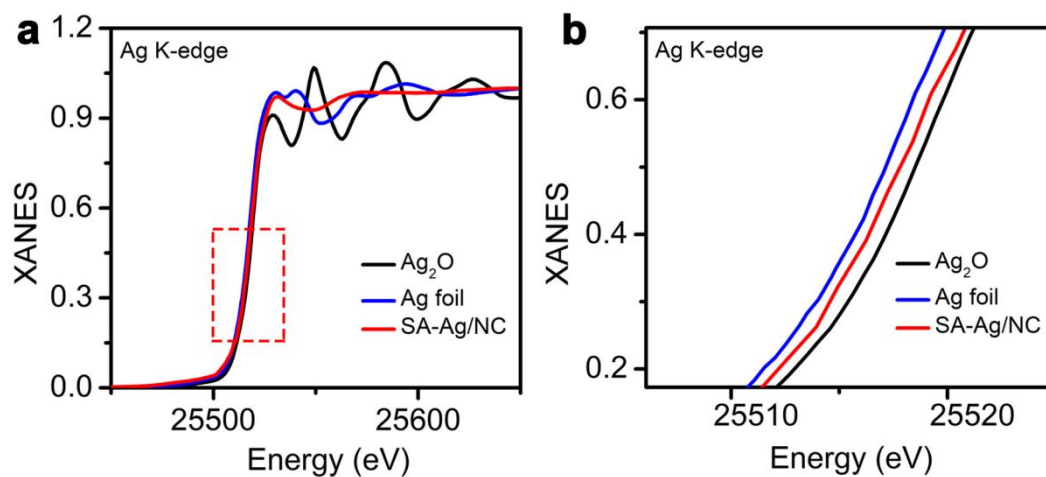 a
Ag K-edge
XANES
1.2
0.9
0.6
0.3
0.0
Ag₂O
Ag foil
SA-Ag/NC
25500
25600
Energy (eV)
b
Ag K-edge
XANES
0.6
0.4
0.2
Ag₂O
Ag foil
SA-Ag/NC
25510
25520
Energy (eV)